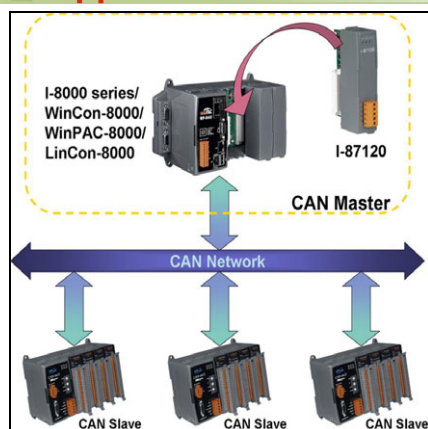 I-8000 series/
WinCon-8000/
WinPAC-8000/
LinCon-8000
I-87120
CAN Master
CAN Network
CAN Slave
CAN Slave
CAN Slave